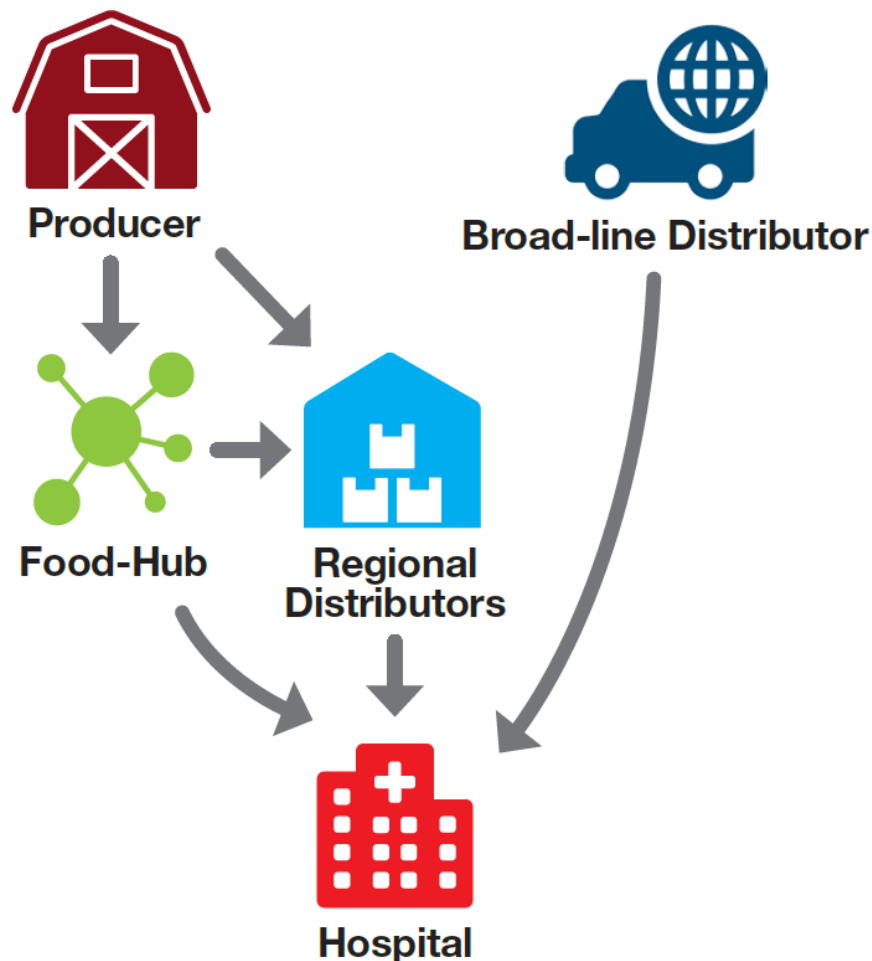 Producer
Broad-line Distributor
Food-Hub
Regional
Distributors
Hospital